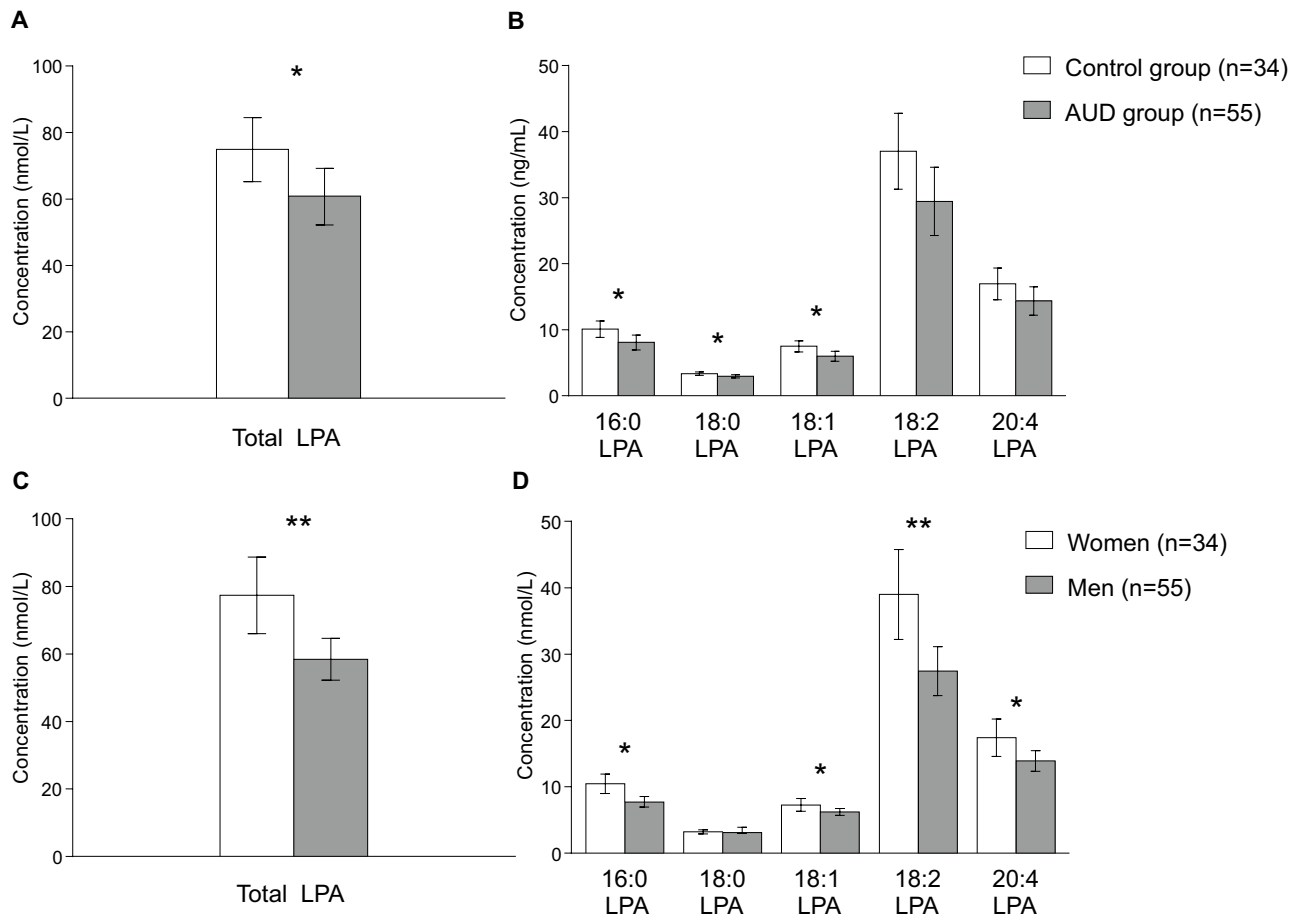 A
Concentration (nmol/L)
100
80
60
40
20
0
*
Total LPA
B
Concentration (ng/mL)
50
40
30
20
10
0
*
*
*
16:0
LPA
18:0
LPA
18:1
LPA
18:2
LPA
20:4
LPA
Control group (n=34)
AUD group (n=55)
C
Concentration (nmol/L)
100
80
60
40
20
0
**
Total LPA
D
Concentration (nmol/L)
50
40
30
20
10
0
*
*
**
*
16:0
LPA
18:0
LPA
18:1
LPA
18:2
LPA
20:4
LPA
Women (n=34)
Men (n=55)